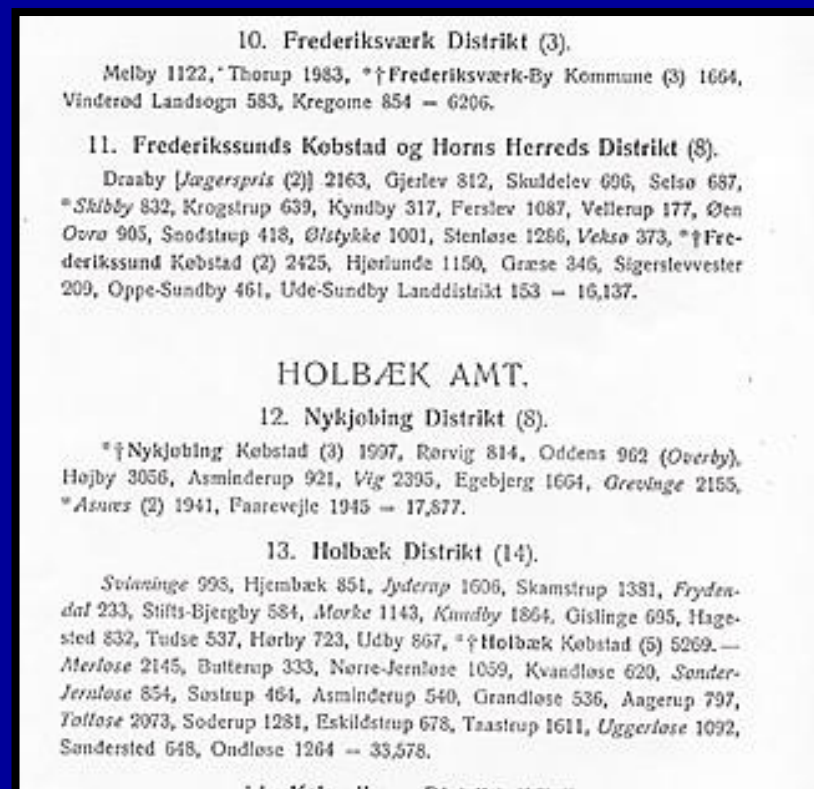 10. Frederiksværk Distrikt (3).
Melby 1122, Thorup 1983, *†Frederiksværk-By Kommune (3) 1664,
Vinderød Landsogn 583, Kregome 854 — 6206.
11. Frederikssunds Købstad og Horns Herreds Distrikt (8).
Draaby [Jægerspris (2)] 2163, Gjerlev 812, Skuldelev 696, Selsø 687,
*Skibby 832, Krogstrup 639, Kyndby 317, Ferslev 1087, Vellerup 177, Øen
Ovrø 905, Snodstrup 418, Ølstykke 1001, Stenløse 1286, Veksø 373, *†Fre-
derikssund Købstad (2) 2425, Hjørlunde 1150, Græse 346, Sigerslevvester
209, Oppe-Sundby 461, Ude-Sundby Landdistrikt 153 — 16,137.
HOLBÆK AMT.
12. Nykjøbing Distrikt (8).
*†Nykjøbing Købstad (3) 1997, Rørvig 814, Oddens 962 (Overby),
Højby 3056, Asminderup 921, Vig 2395, Egebjerg 1664, Grevinge 2155,
*Asnæs (2) 1941, Faarevejle 1945 — 17,877.
13. Holbæk Distrikt (14).
Svinninge 998, Hjembæk 851, Jyderup 1606, Skamstrup 1381, Fryden-
dal 233, Stifts-Bjergby 584, Mørke 1143, Kundby 1864, Gislinge 695, Hage-
sted 832, Tudse 537, Hørby 723, Udby 867, *†Holbæk Købstad (5) 5269. —
Merløse 2145, Butterup 333, Nørre-Jernløse 1059, Kvandløse 620, Sønder-
Jernløse 854, Søstrup 464, Asminderup 540, Grandløse 536, Aagerup 797,
Tølløse 2073, Soderup 1281, Eskildstrup 678, Taastrup 1611, Uggerløse 1092,
Søndersted 648, Ondløse 1264 — 33,578.